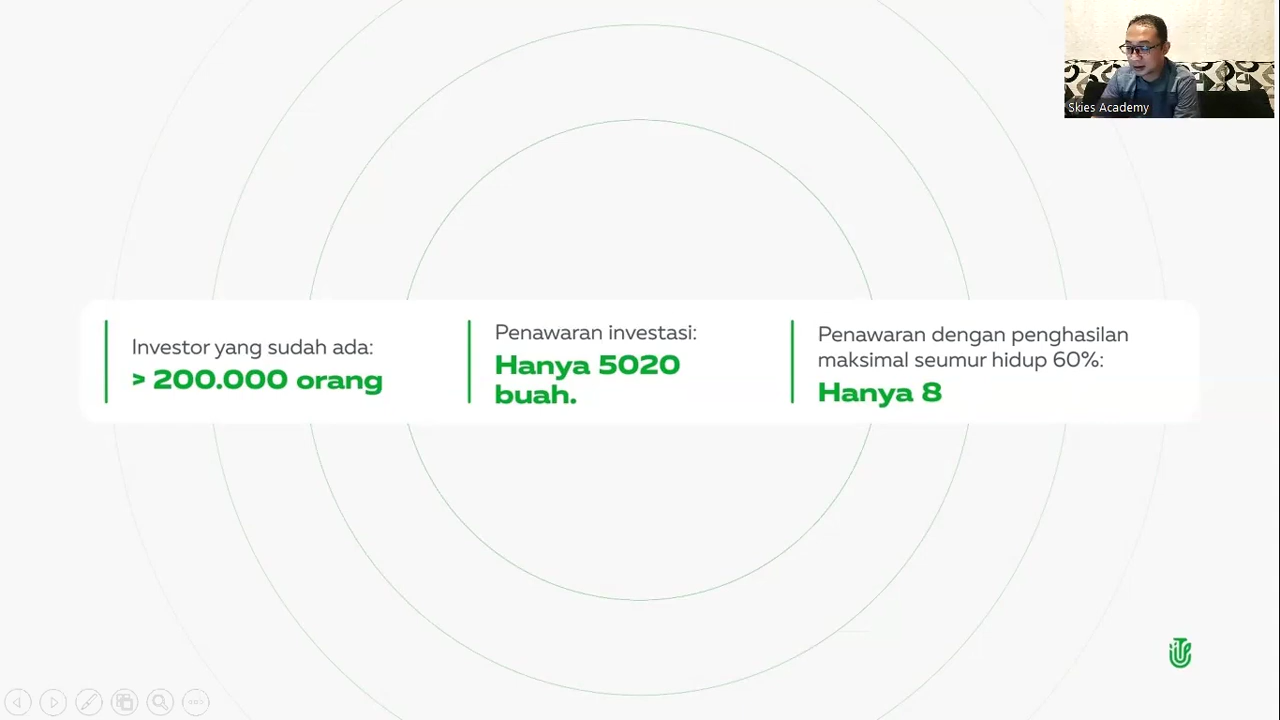 Skies Academy
Investor yang sudah ada:
> 200.000 orang
Penawaran investasi:
Hanya 5020
buah.
Penawaran dengan penghasilan
maksimal seumur hidup 60%:
Hanya 8